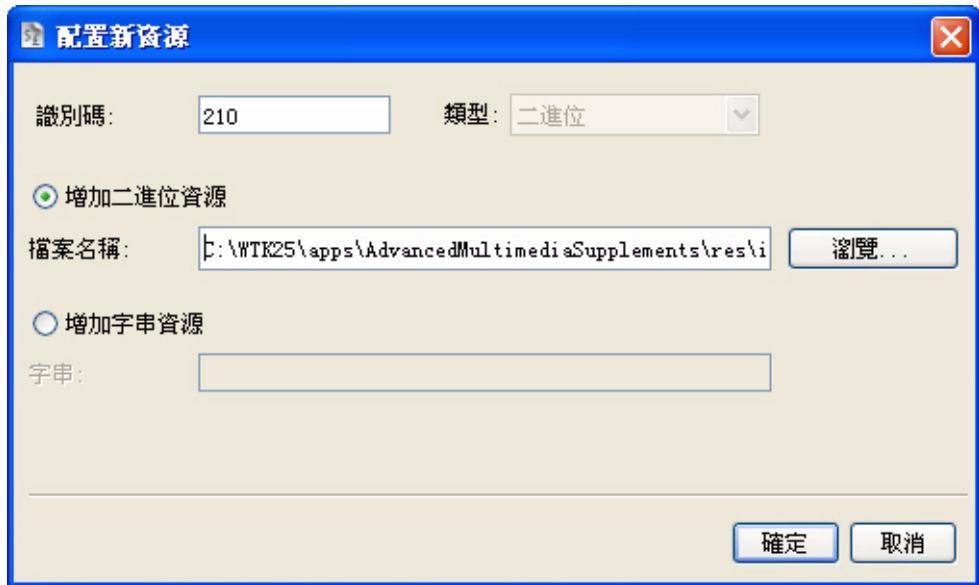 配置新資源
識別碼: 210 類型: 二進位
增加二進位資源
檔案名稱: C:\WTK25\apps\AdvancedMultimediaSupplements\res\i 瀏覽...
增加字串資源
字串:
確定 取消